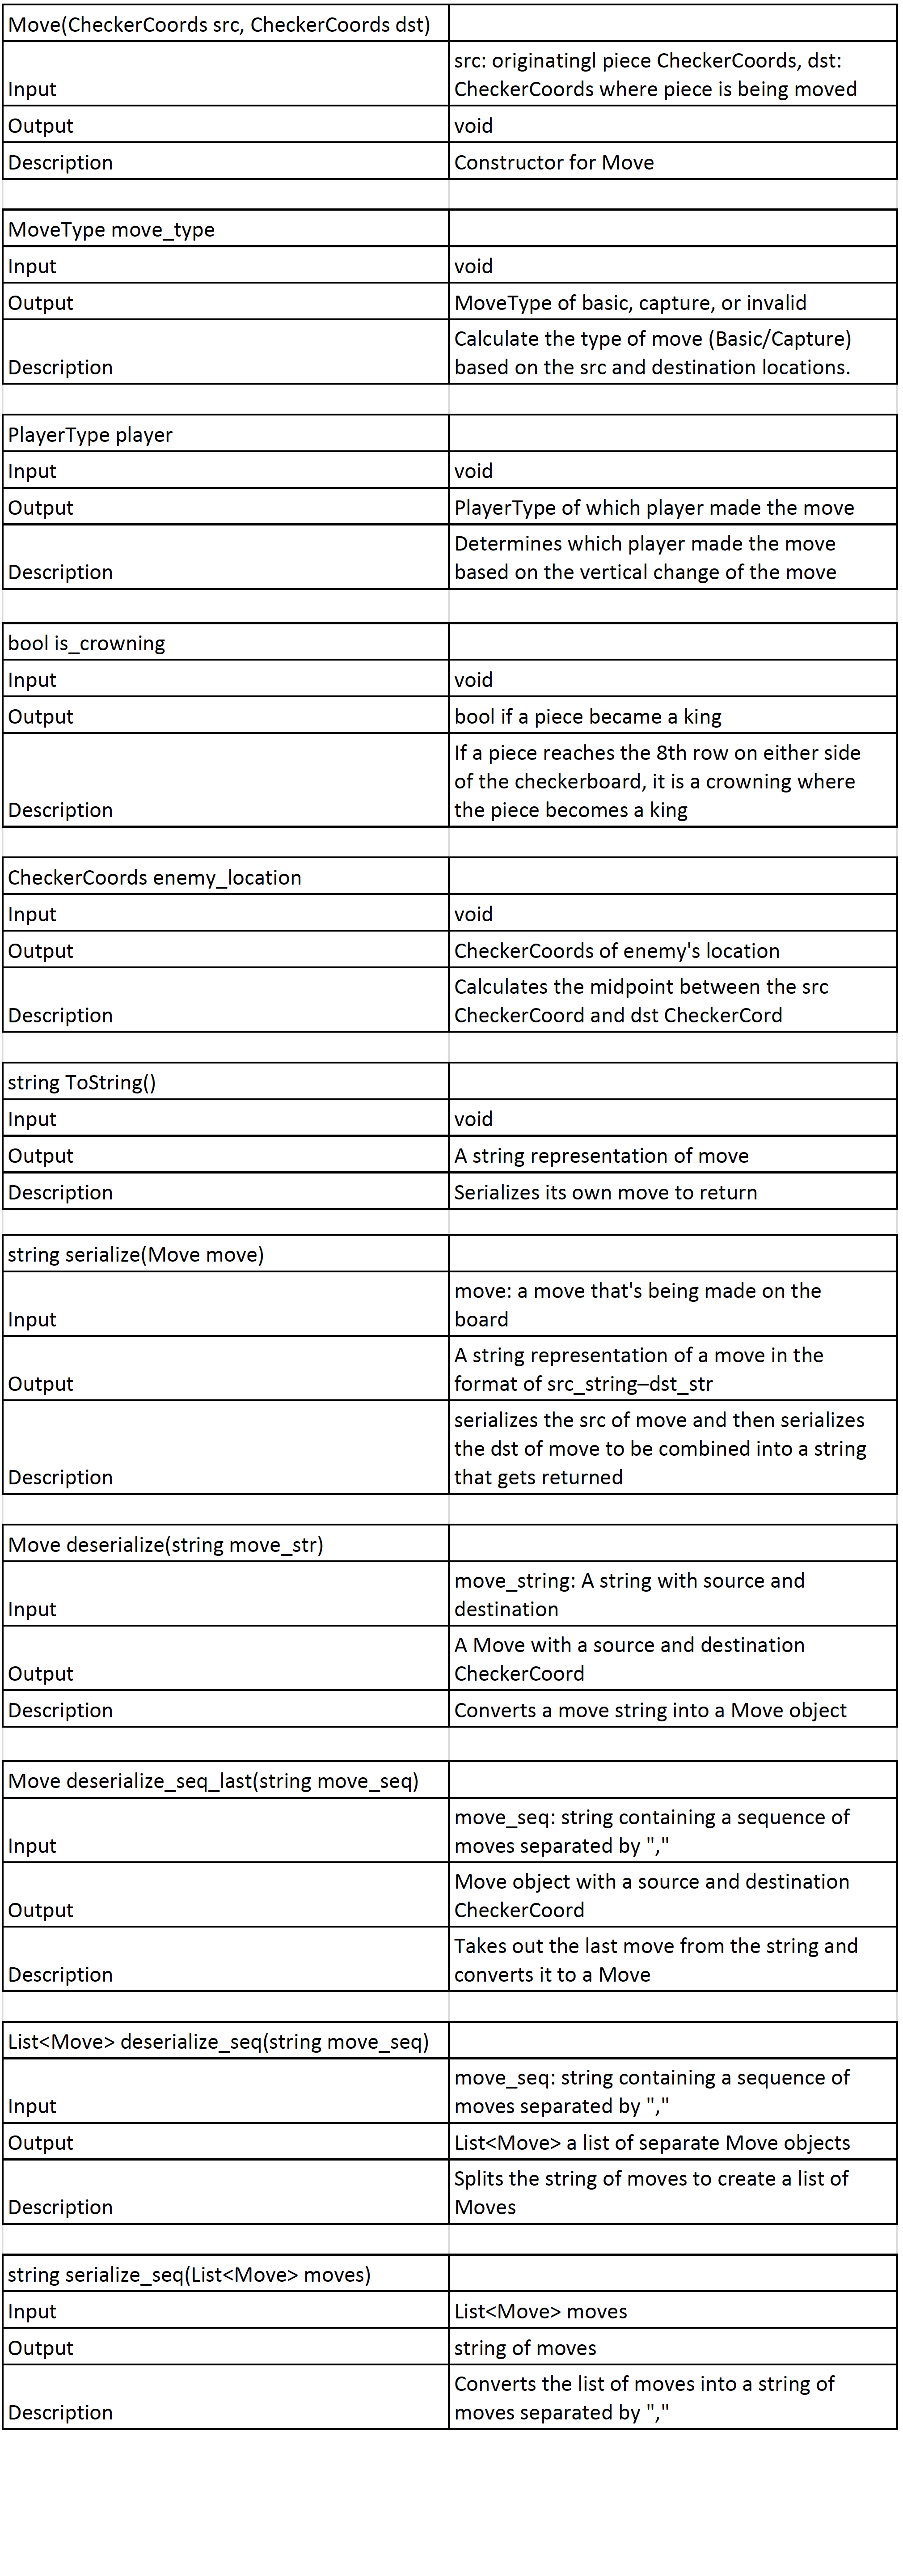 Move(CheckerCoords src, CheckerCoords dst)
Input
src: originatingl piece CheckerCoords, dst:
CheckerCoords where piece is being moved
Output
void
Description
Constructor for Move
MoveType move_type
Input
void
Output
MoveType of basic, capture, or invalid
Description
Calculate the type of move (Basic/Capture)
based on the src and destination locations.
PlayerType player
Input
void
Output
PlayerType of which player made the move
Description
Determines which player made the move
based on the vertical change of the move
bool is_crowning
Input
void
Output
bool if a piece became a king
Description
If a piece reaches the 8th row on either side
of the checkerboard, it is a crowning where
the piece becomes a king
CheckerCoords enemy_location
Input
void
Output
CheckerCoords of enemy's location
Description
Calculates the midpoint between the src
CheckerCoord and dst CheckerCord
string ToString()
Input
void
Output
A string representation of move
Description
Serializes its own move to return
string serialize(Move move)
Input
move: a move that's being made on the
board
Output
A string representation of a move in the
format of src_string–dst_str
Description
serializes the src of move and then serializes
the dst of move to be combined into a string
that gets returned
Move deserialize(string move_str)
Input
move_string: A string with source and
destination
Output
A Move with a source and destination
CheckerCoord
Description
Converts a move string into a Move object
Move deserialize_seq_last(string move_seq)
Input
move_seq: string containing a sequence of
moves separated by ","
Output
Move object with a source and destination
CheckerCoord
Description
Takes out the last move from the string and
converts it to a Move
List<Move> deserialize_seq(string move_seq)
Input
move_seq: string containing a sequence of
moves separated by ","
Output
List<Move> a list of separate Move objects
Description
Splits the string of moves to create a list of
Moves
string serialize_seq(List<Move> moves)
Input
List<Move> moves
Output
string of moves
Description
Converts the list of moves into a string of
moves separated by ","